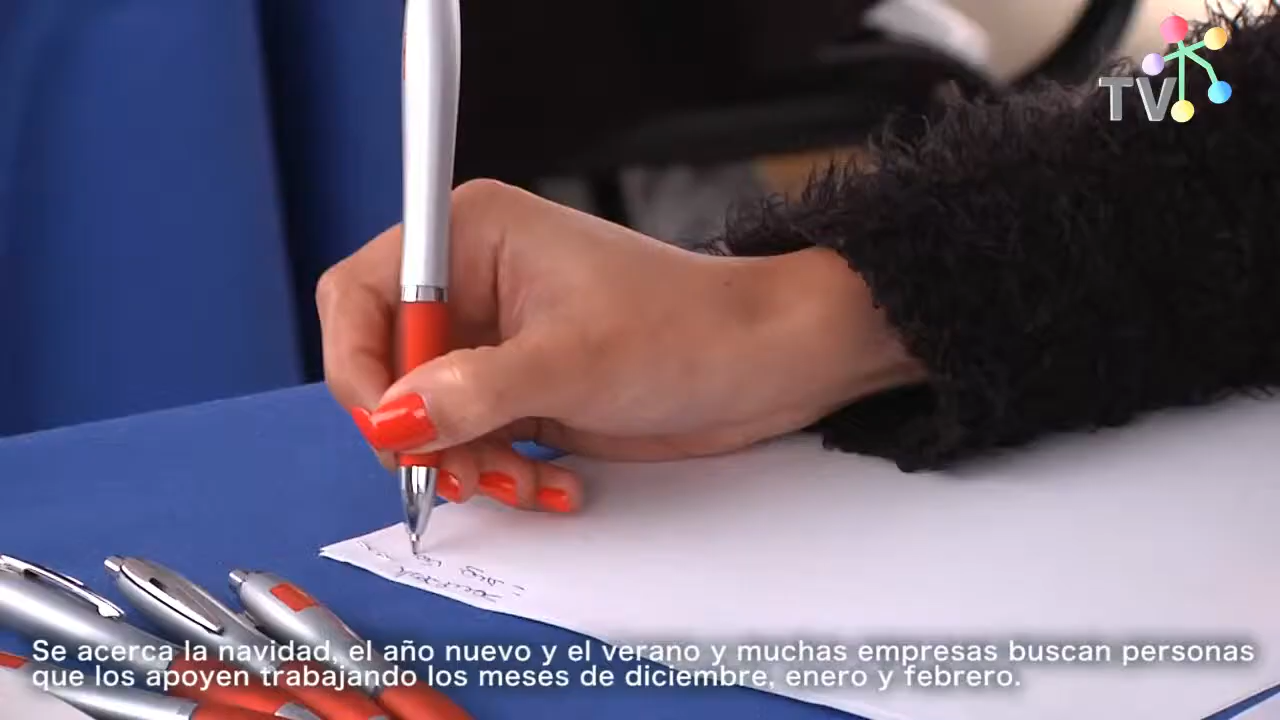 TV
Se acerca la navidad, el año nuevo y el verano y muchas empresas buscan personas
que los apoyen trabajando los meses de diciembre, enero y febrero.